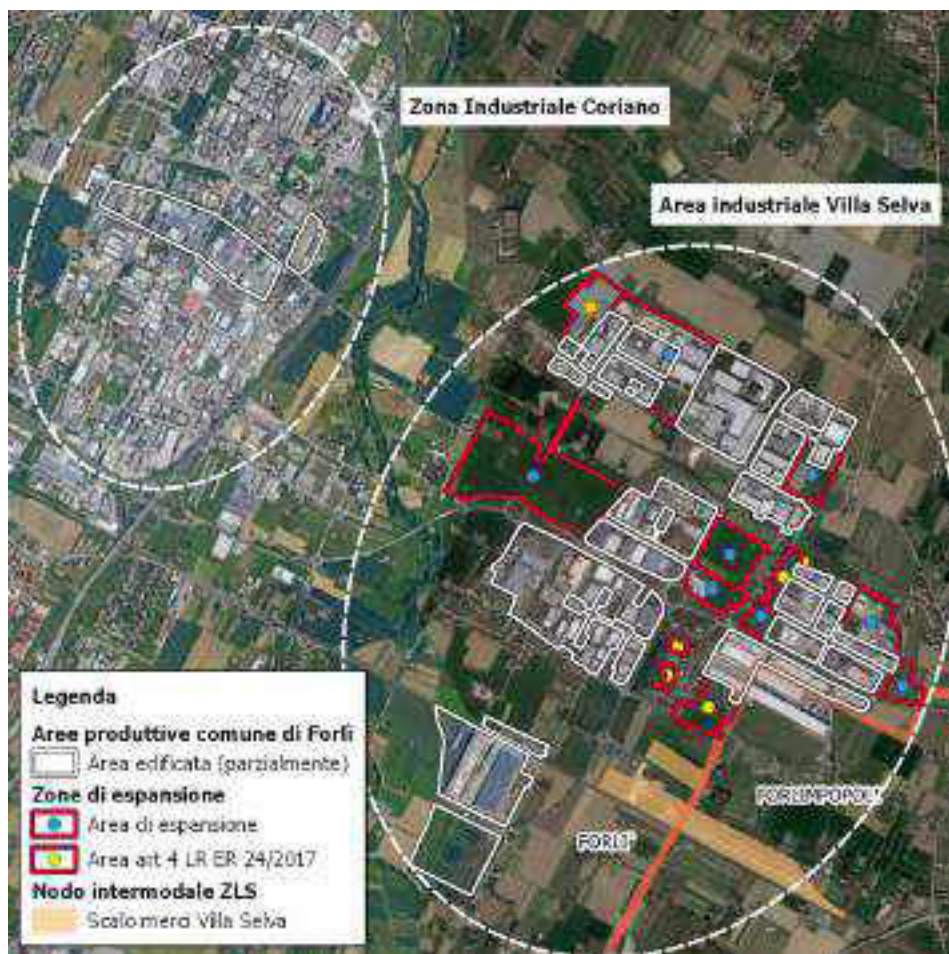 Zona Industriale Coriano
Area industriale Villa Selva
Legenda
Aree produttive comune di Forlì
Area edificata (parzialmente)
Zone di espansione
Area di espansione
Area art 4 LR ER 24/2017
Nodo intermodale ZLS
Scalo merci Villa Selva
FORLIMPOPOLI
FORLI'